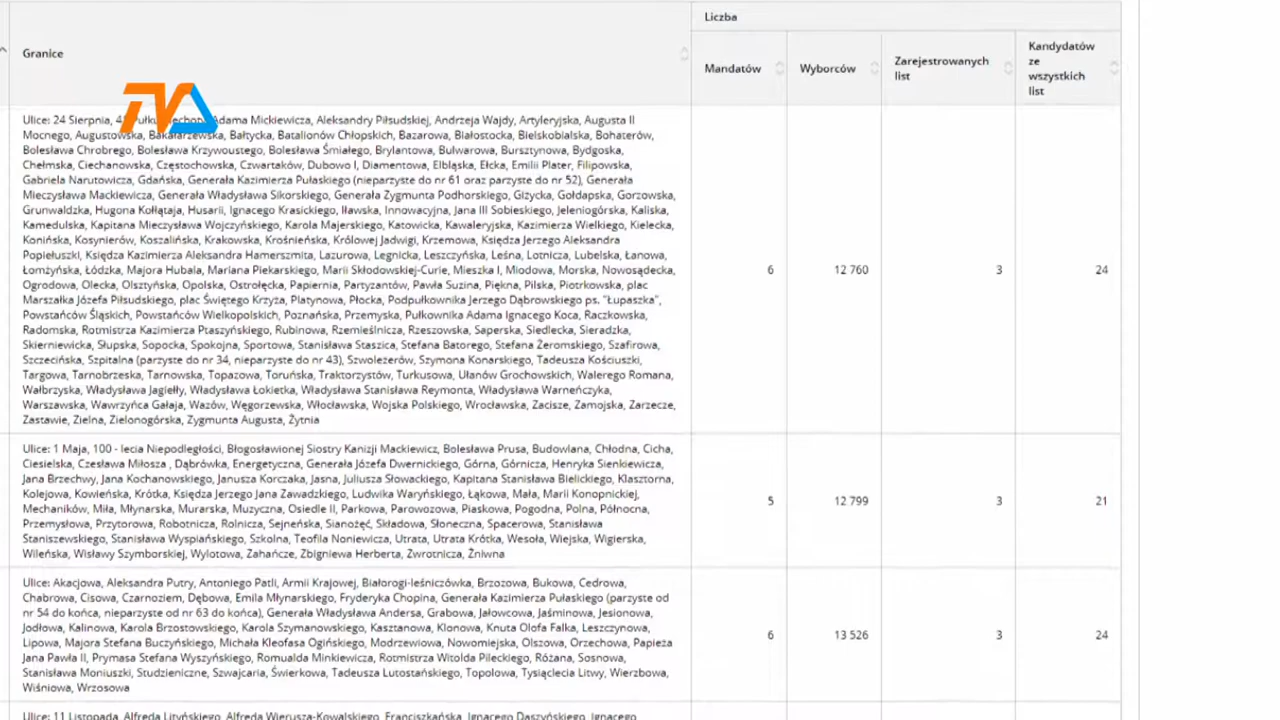 Liczba
Granice
Mandatów
Wyborców
Zarejestrowanych
list
Kandydatów
ze
wszystkich
list
TVA
Ulice: 24 Sierpnia, Adama Mickiewicza, Aleksandry Piłsudskiej, Andrzeja Wajdy, Artyleryjska, Augusta II
Mocnego, Augustowska, Bakałarzewska, Bałtycka, Batalionów Chłopskich, Bazarowa, Białostocka, Bielskobialska, Bohaterów,
Bolesława Chrobrego, Bolesława Krzywoustego, Bolesława Śmiałego, Brylantowa, Bulwarowa, Bursztynowa, Bydgoska,
Chełmska, Ciechanowska, Częstochowska, Czwartaków, Dubowo I, Diamentowa, Elbląska, Ełcka, Emilii Plater, Filipowska,
Gabriela Narutowicza, Gdańska, Generała Kazimierza Pułaskiego (nieparzyste do nr 61 oraz parzyste do nr 52), Generała
Mieczysława Mackiewicza, Generała Władysława Sikorskiego, Generała Zygmunta Podhorskiego, Giżycka, Gołdapska, Gorzowska,
Grunwaldzka, Hugona Kołłątaja, Husarii, Ignacego Krasickiego, Iławska, Innowacyjna, Jana III Sobieskiego, Jeleniogórska, Kaliska,
Kamedulska, Kapitana Mieczysława Wojczyńskiego, Karola Majerskiego, Katowicka, Kawaleryjska, Kazimierza Wielkiego, Kielecka,
Konińska, Kosynierów, Koszalińska, Krakowska, Krośnieńska, Królowej Jadwigi, Krzemowa, Księdza Jerzego Aleksandra
Popiełuszki, Księdza Kazimierza Aleksandra Hamerszmita, Lazurowa, Legnicka, Leszczyńska, Leśna, Lotnicza, Lubelska, Łanowa,
Łomżyńska, Łódzka, Majora Hubala, Mariana Piekarskiego, Marii Skłodowskiej-Curie, Mieszka I, Miodowa, Morska, Nowosądecka,
Ogrodowa, Olecka, Olsztyńska, Opolska, Ostrołęcka, Papiernia, Partyzantów, Pawła Suzina, Piękna, Pilska, Piotrkowska, plac
Marszałka Józefa Piłsudskiego, plac Świętego Krzyża, Platynowa, Płocka, Podpułkownika Jerzego Dąbrowskiego ps. "Łupaszka",
Powstańców Śląskich, Powstańców Wielkopolskich, Poznańska, Przemyska, Pułkownika Adama Ignacego Koca, Raczkowska,
Radomska, Rotmistrza Kazimierza Ptaszyńskiego, Rubinowa, Rzemieślnicza, Rzeszowska, Saperska, Siedlecka, Sieradzka,
Skierniewicka, Słupska, Sopocka, Spokojna, Sportowa, Stanisława Staszica, Stefana Batorego, Stefana Żeromskiego, Szafirowa,
Szczecińska, Szpitalna (parzyste do nr 34, nieparzyste do nr 43), Szwoleżerów, Szymona Konarskiego, Tadeusza Kościuszki,
Targowa, Tarnobrzeska, Tarnowska, Topazowa, Toruńska, Traktorzystów, Turkusowa, Ułanów Grochowskich, Walerego Romana,
Wałbrzyska, Władysława Jagiełły, Władysława Łokietka, Władysława Stanisława Reymonta, Władysława Warneńczyka,
Warszawska, Wawrzyńca Gałaja, Wazów, Węgorzewska, Włocławska, Wojska Polskiego, Wrocławska, Zacisze, Zamojska, Zarzecze,
Zastawie, Zielna, Zielonogórska, Zygmunta Augusta, Żytnia
6
12 760
3
24
Ulice: 1 Maja, 100 - lecia Niepodległości, Błogosławionej Siostry Kanizji Mackiewicz, Bolesława Prusa, Budowlana, Chłodna, Cicha,
Ciesielska, Czesława Miłosza , Dąbrówka, Energetyczna, Generała Józefa Dwernickiego, Górna, Górnicza, Henryka Sienkiewicza,
Jana Brzechwy, Jana Kochanowskiego, Janusza Korczaka, Jasna, Juliusza Słowackiego, Kapitana Stanisława Bielickiego, Klasztorna,
Kolejowa, Kowieńska, Krótka, Księdza Jerzego Jana Zawadzkiego, Ludwika Waryńskiego, Łąkowa, Mała, Marii Konopnickiej,
Mechaników, Miła, Młynarska, Murarska, Muzyczna, Osiedle II, Parkowa, Parowozowa, Piaskowa, Pogodna, Polna, Północna,
Przemysłowa, Przytorowa, Robotnicza, Rolnicza, Sejneńska, Sianożęć, Składowa, Słoneczna, Spacerowa, Stanisława
Staniszewskiego, Stanisława Wyspiańskiego, Szkolna, Teofila Noniewicza, Utrata, Utrata Krótka, Wesoła, Wiejska, Wigierska,
Wileńska, Wisławy Szymborskiej, Wylotowa, Zahańcze, Zbigniewa Herberta, Zwrotnicza, Żniwna
5
12 799
3
21
Ulice: Akacjowa, Aleksandra Putry, Antoniego Patli, Armii Krajowej, Białorogi-leśniczówka, Brzozowa, Bukowa, Cedrowa,
Chabrowa, Cisowa, Czarnoziem, Dębowa, Emila Młynarskiego, Fryderyka Chopina, Generała Kazimierza Pułaskiego (parzyste od
nr 54 do końca, nieparzyste od nr 63 do końca), Generała Władysława Andersa, Grabowa, Jałowcowa, Jaśminowa, Jesionowa,
Jodłowa, Kalinowa, Karola Brzostowskiego, Karola Szymanowskiego, Kasztanowa, Klonowa, Knuta Olofa Falka, Leszczynowa,
Lipowa, Majora Stefana Buczyńskiego, Michała Kleofasa Ogińskiego, Modrzewiowa, Nowomiejska, Olszowa, Orzechowa, Papieża
Jana Pawła II, Prymasa Stefana Wyszyńskiego, Romualda Minkiewicza, Rotmistrza Witolda Pileckiego, Różana, Sosnowa,
Stanisława Moniuszki, Studzieniczne, Szwajcaria, Świerkowa, Tadeusza Lutostańskiego, Topolowa, Tysiąclecia Litwy, Wierzbowa,
Wiśniowa, Wrzosowa
6
13 526
3
24
Ulice: 11 Listopada, Alfreda Lityńskiego, Alfreda Wierusza-Kowalskiego, Franciszkańska, Ignacego Daszyńskiego, Ignacego